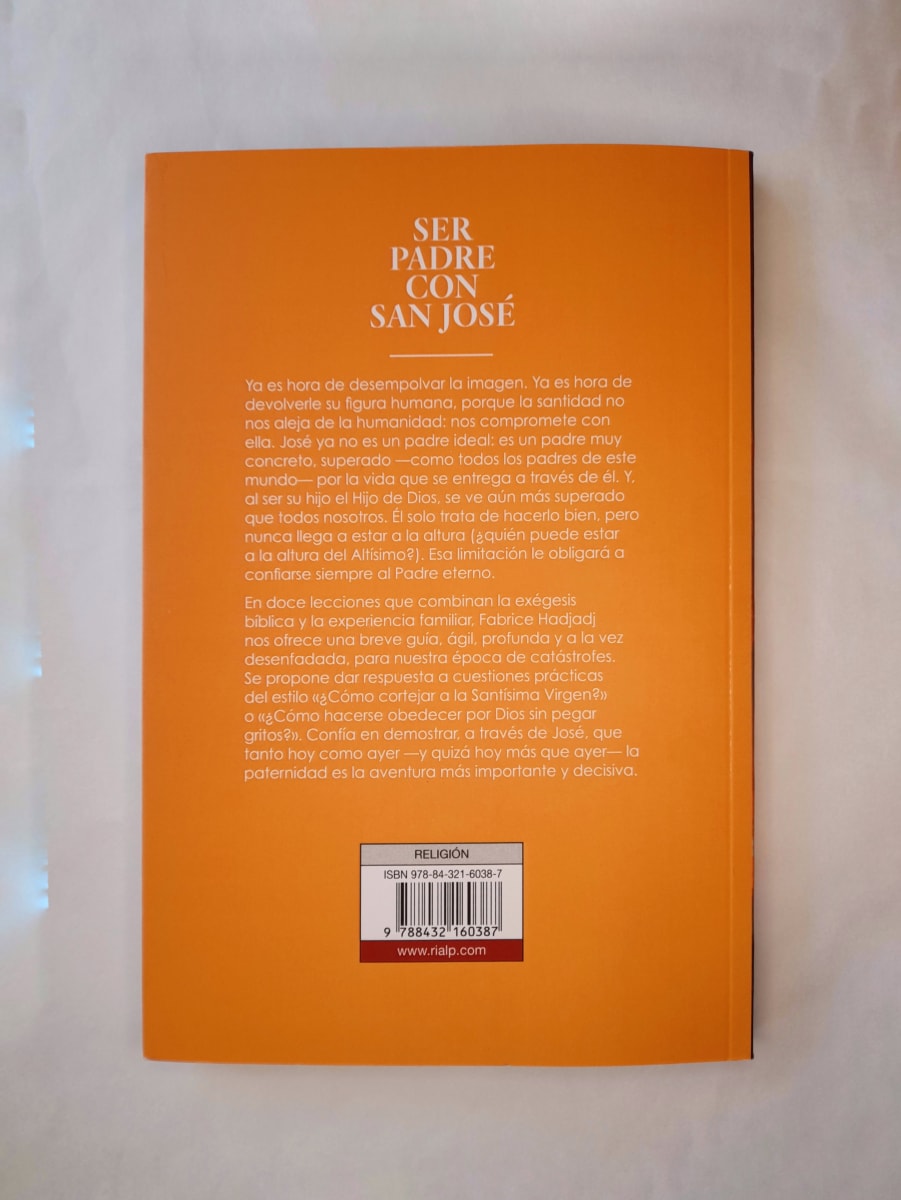 SER
PADRE
CON
SAN JOSÉ
Ya es hora de desempolvar la imagen. Ya es hora de
devolverle su figura humana, porque la santidad no
nos aleja de la humanidad: nos compromete con
ella. José ya no es un padre ideal; es un padre muy
concreto, superado —como todos los padres de este
mundo— por la vida que se entrega a través de él. Y,
al ser su hijo el Hijo de Dios, se ve aún más superado
que todos nosotros. Él solo trata de hacerlo bien, pero
nunca llega a estar a la altura (¿quién puede estar
a la altura del Altísimo?). Esa limitación le obligará a
confiarse siempre al Padre eterno.
En doce lecciones que combinan la exégesis
bíblica y la experiencia familiar, Fabrice Hadjadj
nos ofrece una breve guía, ágil, profunda y a la vez
desenfadada, para nuestra época de catástrofes.
Se propone dar respuesta a cuestiones prácticas
del estilo «¿Cómo cortejar a la Santísima Virgen?»
o «¿Cómo hacerse obedecer por Dios sin pegar
gritos?». Confía en demostrar, a través de José, que
tanto hoy como ayer —y quizá hoy más que ayer— la
paternidad es la aventura más importante y decisiva.
RELIGIÓN
ISBN 978-84-321-6038-7
9 788432 160387
www.rialp.com